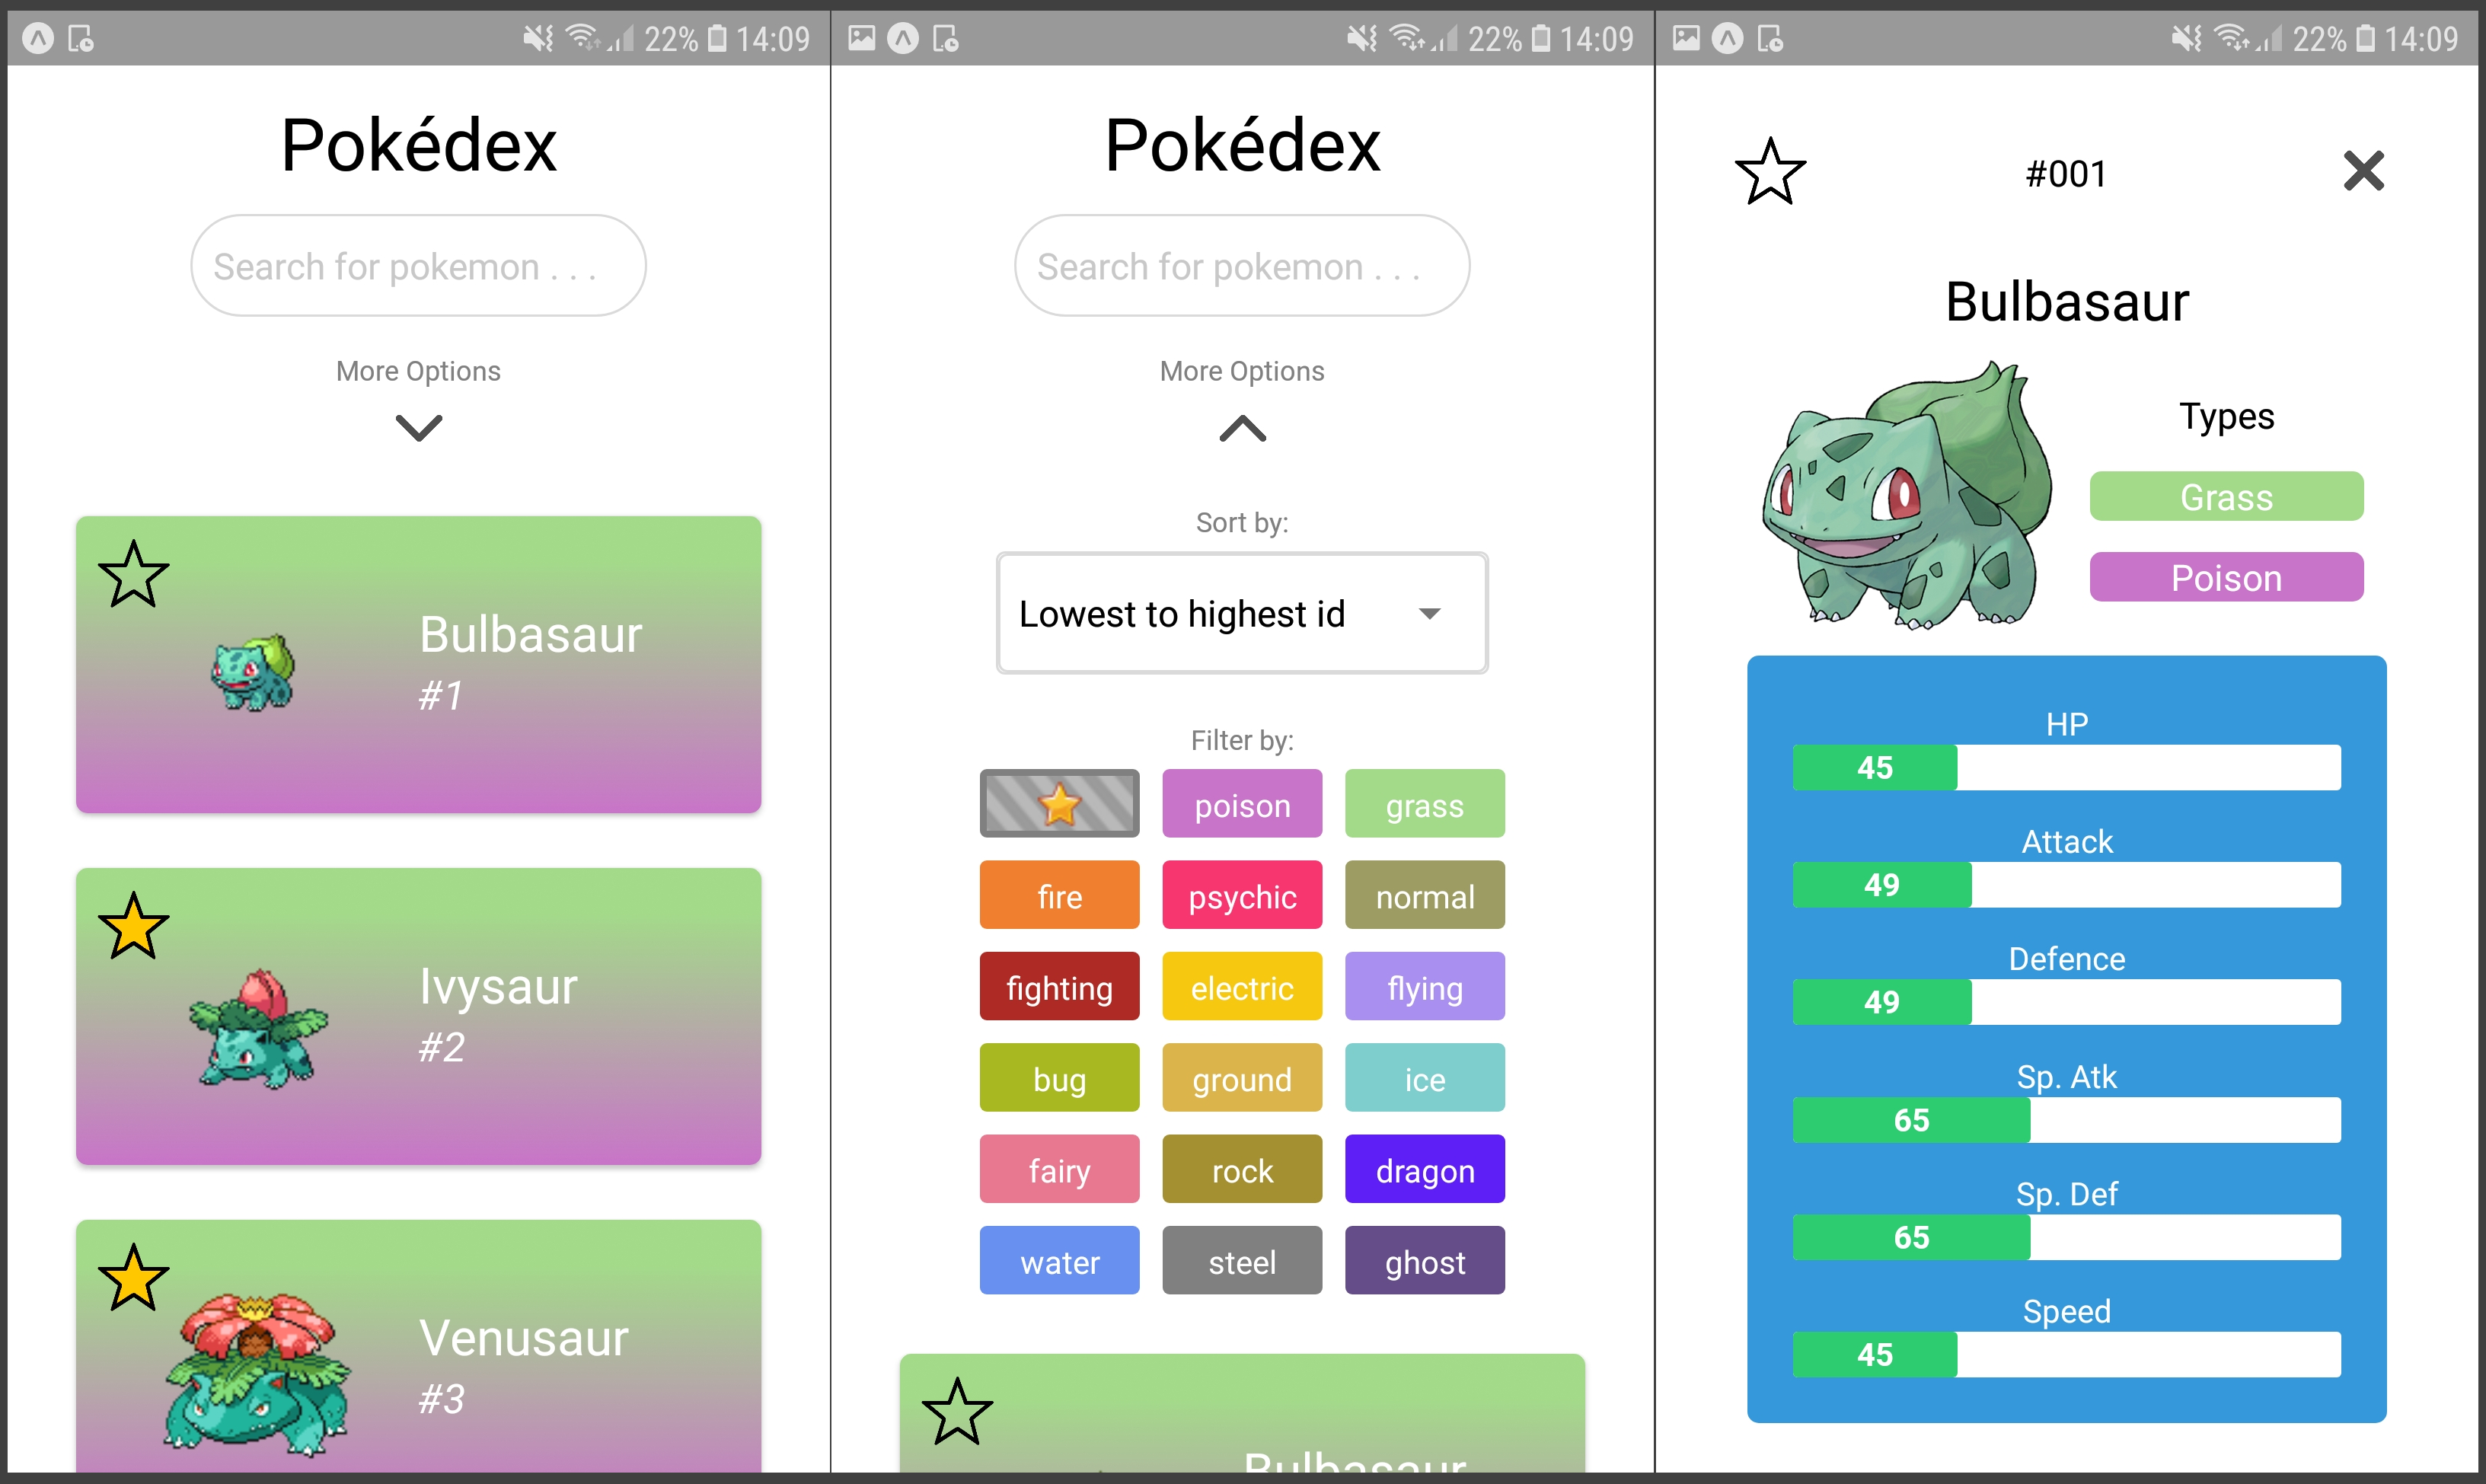 22% 14:09
Pokédex
Search for pokemon . . .
More Options
Bulbasaur
#1
Ivysaur
#2
Venusaur
#3
22% 14:09
Pokédex
Search for pokemon . . .
More Options
Sort by:
Lowest to highest id
Filter by:
poison grass
fire psychic normal
fighting electric flying
bug ground ice
fairy rock dragon
water steel ghost
Bulbasaur
22% 14:09
#001
Bulbasaur
Types
Grass
Poison
HP
45
Attack
49
Defence
49
Sp. Atk
65
Sp. Def
65
Speed
45